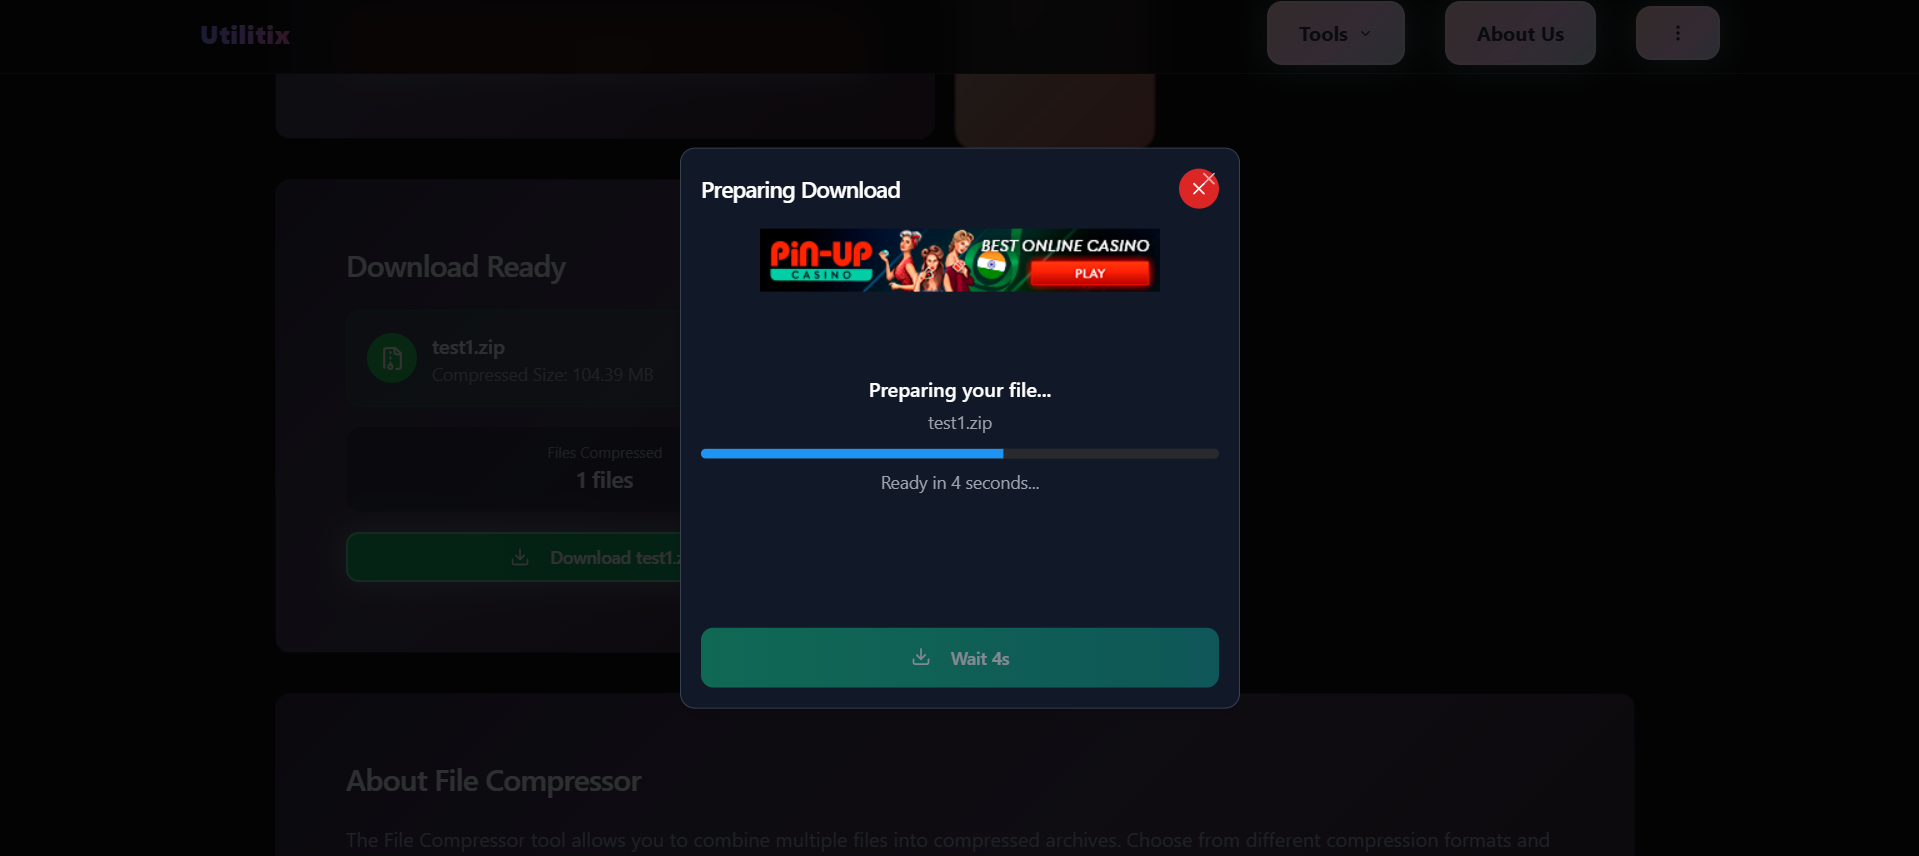 Utilitix
Tools
About Us
Preparing Download
PiN-UP
CASINO
BEST ONLINE CASINO
PLAY
Download Ready
test1.zip
Compressed Size: 104.39 MB
Preparing your file...
test1.zip
Files Compressed
1 files
Ready in 4 seconds...
Download test1.z
Wait 4s
About File Compressor
The File Compressor tool allows you to combine multiple files into compressed archives. Choose from different compression formats and